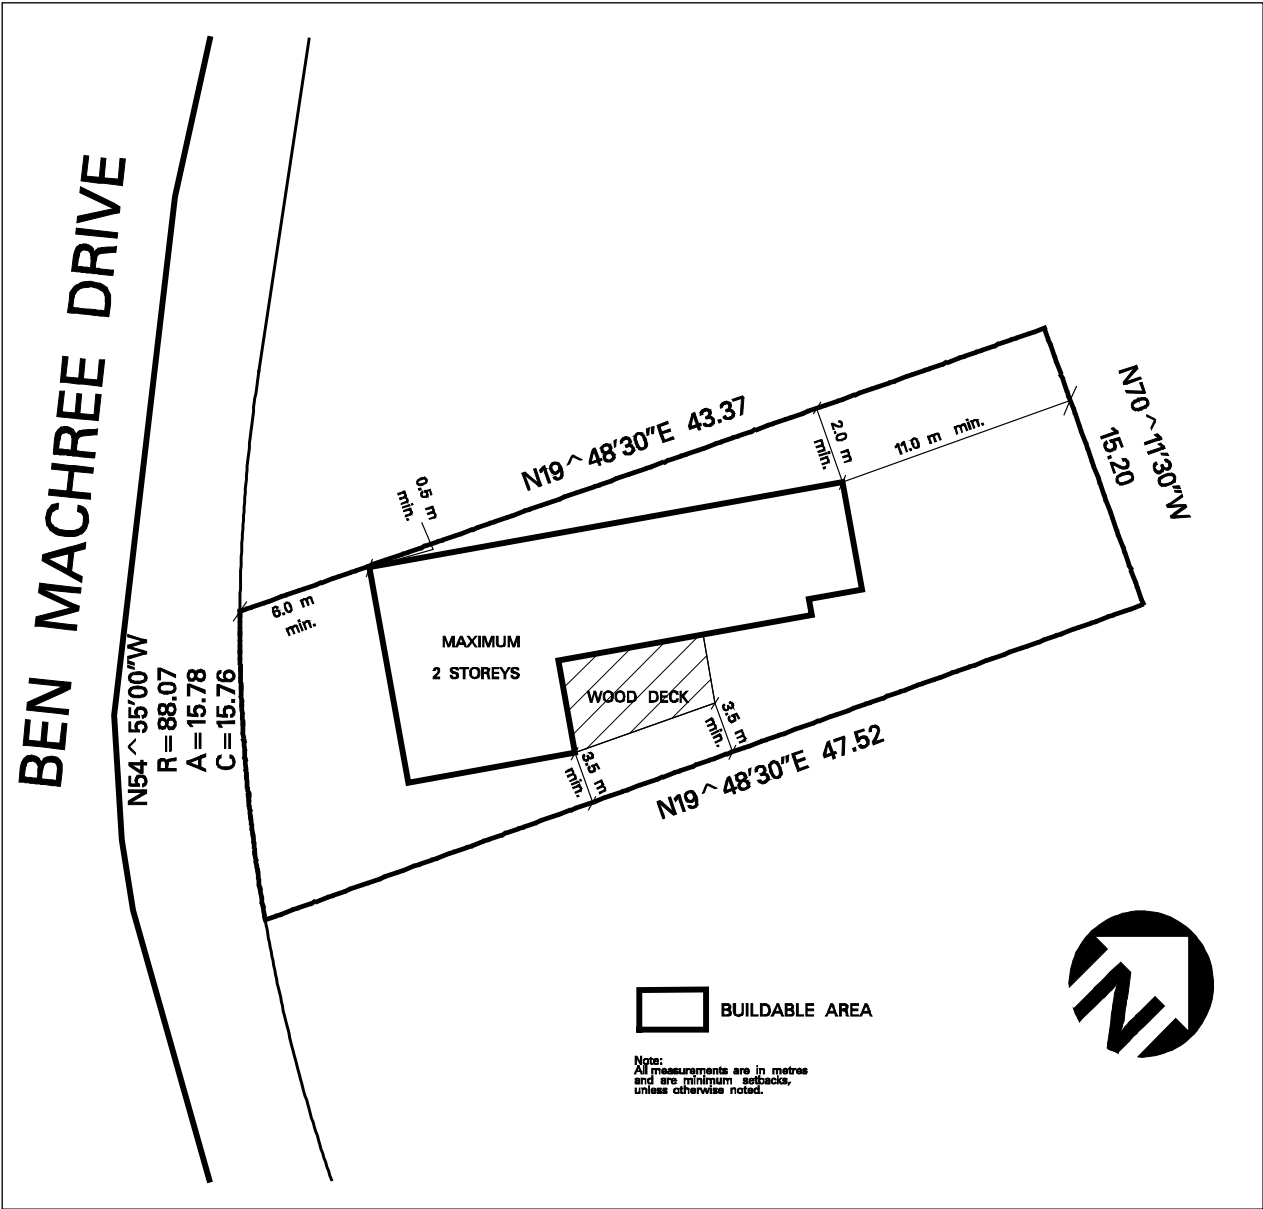 BEN MACHREE DRIVE
N54^55'00"W
R=88.07
A=15.78
C=15.76
N19^48'30"E 43.37
0.5 m
min.
2.0 m
min.
11.0 m min.
N70^11'30"W
15.20
6.0 m
min.
MAXIMUM
2 STOREYS
WOOD DECK
3.5 m
min.
3.5 m
min.
N19^48'30"E 47.52
BUILDABLE AREA
Note:
All measurements are in metres
and are minimum setbacks,
unless otherwise noted.
N